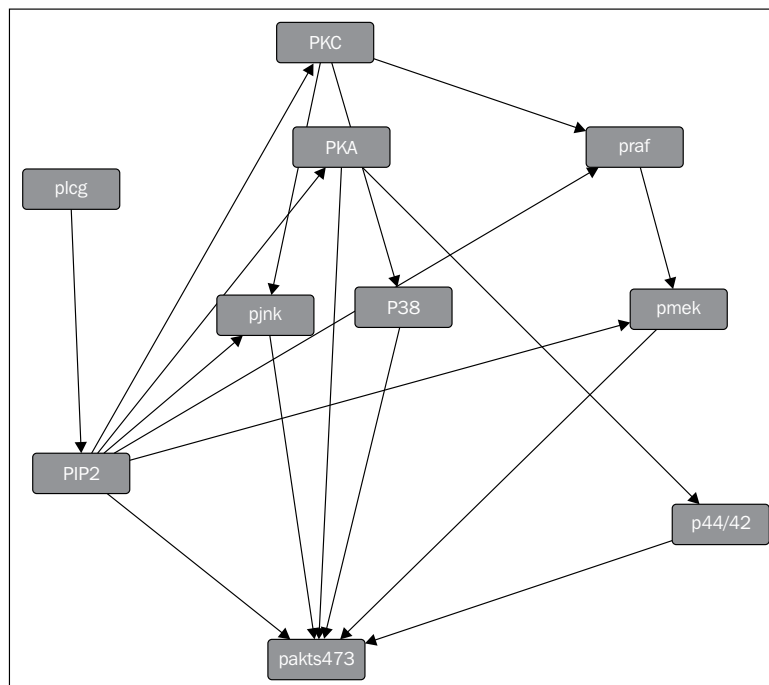 PKC
PKA
praf
plcg
pjnk
P38
pmek
PIP2
p44/42
pakts473